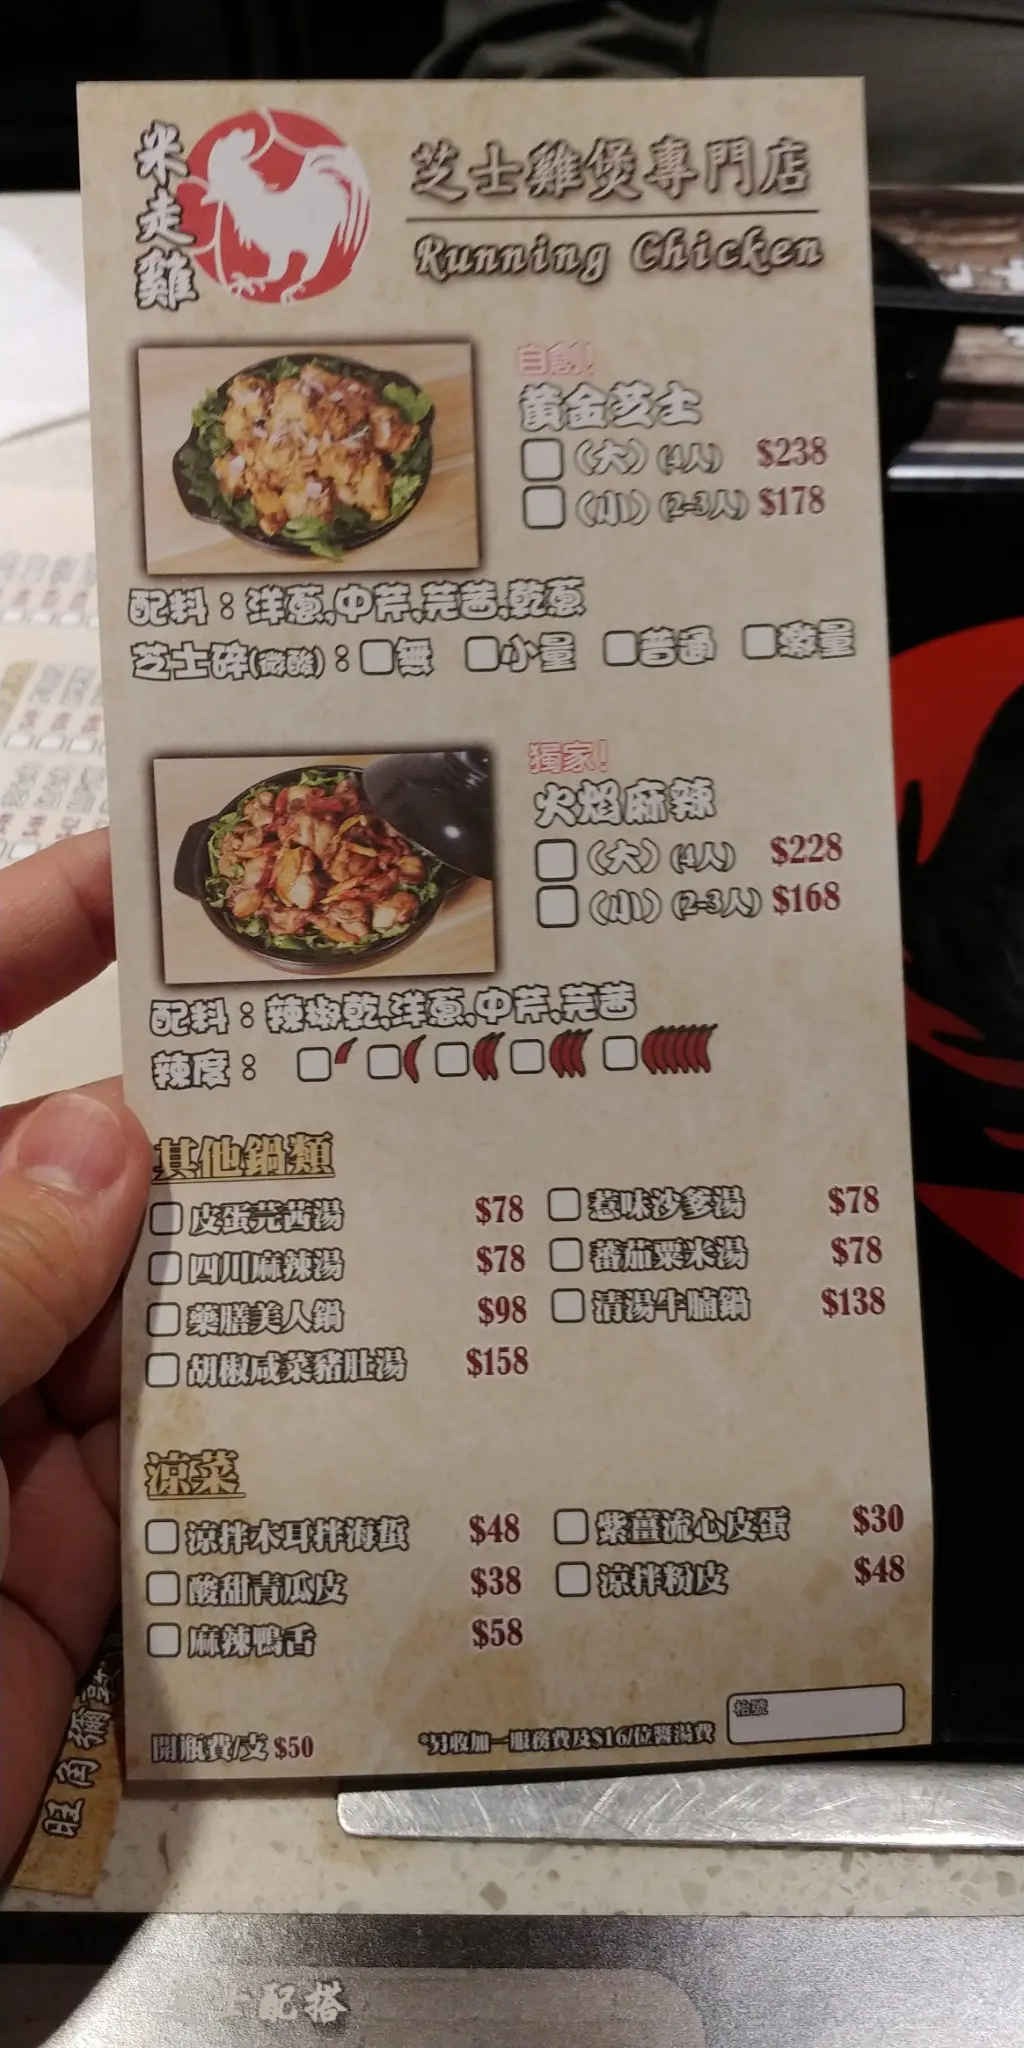 米走雞
芝士雞煲專門店
Running Chicken
自創!
黃金芝士
(大) (4人) $238
(小) (2-3人) $178
配料：洋蔥,中芹,芫茜,乾蔥
芝士碎(微酸)：無 小量 普通 激量
獨家!
火焰麻辣
(大) (4人) $228
(小) (2-3人) $168
配料：辣椒乾,洋蔥,中芹,芫茜
辣度：
其他鍋類
皮蛋芫茜湯 $78
惹味沙爹湯 $78
四川麻辣湯 $78
蕃茄粟米湯 $78
藥膳美人鍋 $98
清湯牛腩鍋 $138
胡椒咸菜豬肚湯 $158
涼菜
涼拌木耳拌海蜇 $48
紫薑流心皮蛋 $30
酸甜青瓜皮 $38
涼拌粉皮 $48
麻辣鴨舌 $58
枱號
開瓶費/支 $50
*另收加一服務費及$16/位醬湯費
旺角彌敦
配搭